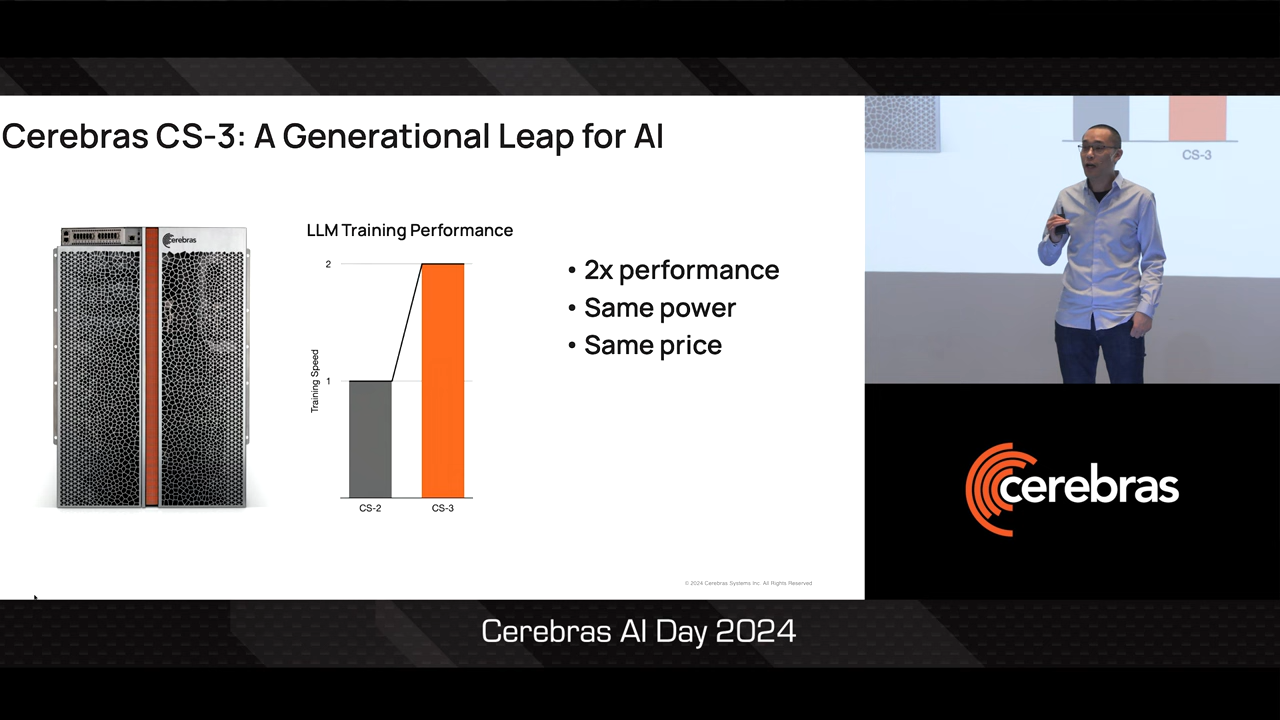 Cerebras CS-3: A Generational Leap for AI
cerebras
LLM Training Performance
2
1
Training Speed
CS-2
CS-3
• 2x performance
• Same power
• Same price
© 2024 Cerebras Systems Inc. All Rights Reserved
CS-3
cerebras
Cerebras AI Day 2024